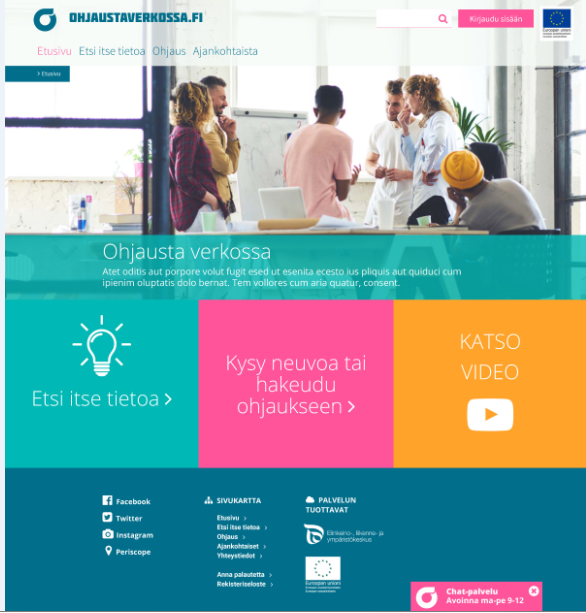 OHJAUSTAVERKOSSA.FI
Kirjaudu sisään
Etusivu Etsi itse tietoa Ohjaus Ajankohtaista
> Etusivu
Ohjausta verkossa
Atet oditis aut porpore volut fugit esed ut esenita ecesto ius pliquis aut quiduci cum
ipienim oluptatis dolo bernat. Tem vollores cum aria quatur, consent.
Etsi itse tietoa >
Kysy neuvoa tai
hakeudu
ohjaukseen >
KATSO
VIDEO
Facebook
Twitter
Instagram
Periscope
SIVUKARTTA
Etusivu >
Etsi itse tietoa >
Ohjaus >
Ajankohtaiset >
Yhteystiedot >
Anna palautetta >
Rekisteriseloste >
PALVELUN
TUOTTAVAT
Elinkeino-, liikenne- ja
ympäristökeskus
Euroopan unioni
Chat-palvelu
Avoinna ma-pe 9-12